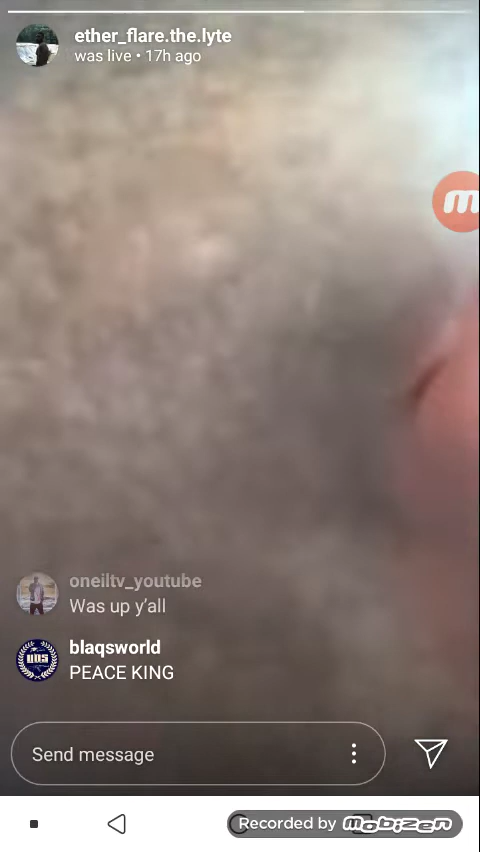 ether_flare.the.lyte
was live • 17h ago
m
oneiltv_youtube
Was up y'all
blaqsworld
PEACE KING
Send message
Recorded by mobizen